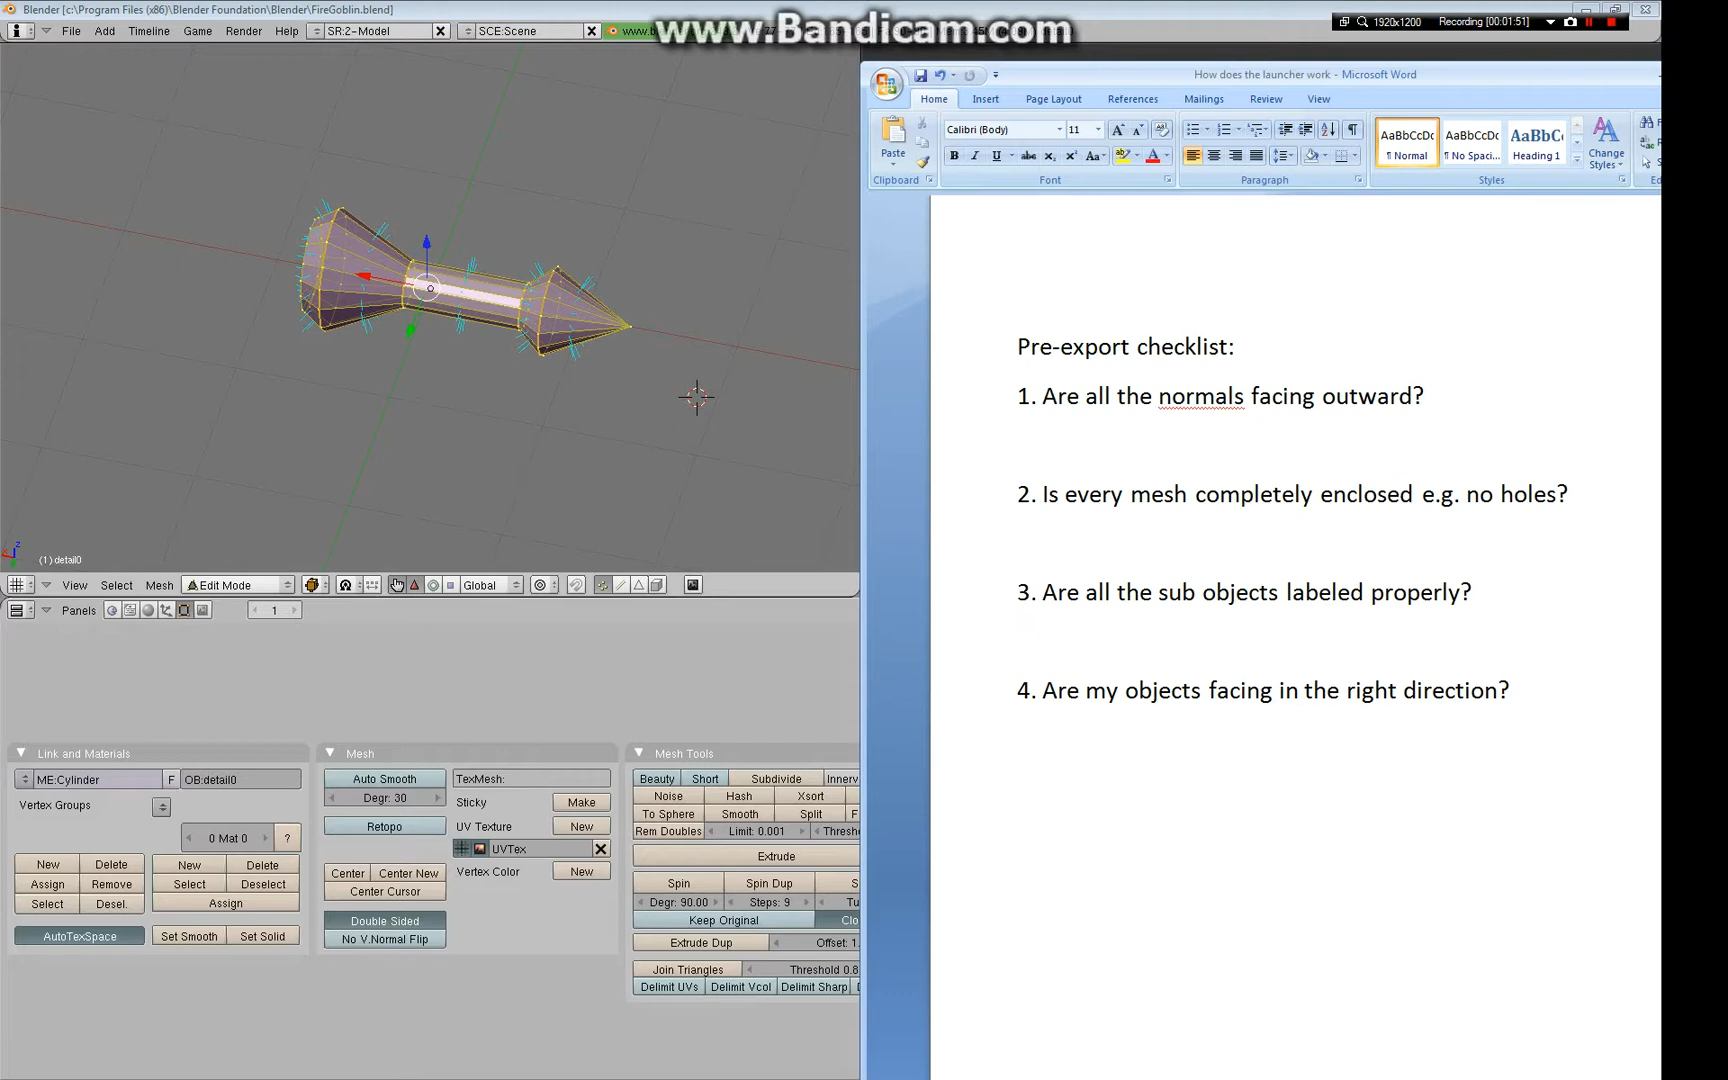 Blender [c:\Program Files (x86)\Blender Foundation\Blender\FireGoblin.blend]
www.Bandicam.com
1920x1200 Recording [00:01:51]
File Add Timeline Game Render Help SR:2-Model SCE:Scene
How does the launcher work - Microsoft Word
Home Insert Page Layout References Mailings Review View
Calibri (Body) 11
AaBbCcDc AaBbCcDc AaBbC
Paste
¶ Normal ¶ No Spaci... Heading 1 Change
Styles
Clipboard Font Paragraph Styles
Pre-export checklist:
1. Are all the normals facing outward?
2. Is every mesh completely enclosed e.g. no holes?
3. Are all the sub objects labeled properly?
4. Are my objects facing in the right direction?
(1) detail0
View Select Mesh Edit Mode Global
Panels 1
Link and Materials
ME:Cylinder F OB:detail0
Vertex Groups
0 Mat 0 ?
New Delete New Delete
Assign Remove Select Deselect
Select Desel. Assign
AutoTexSpace Set Smooth Set Solid
Mesh
Auto Smooth TexMesh:
Degr: 30 Sticky Make
Retopo UV Texture New
UVTex
Center Center New Vertex Color New
Center Cursor
Double Sided
No V.Normal Flip
Mesh Tools
Beauty Short Subdivide Innerv
Noise Hash Xsort
To Sphere Smooth Split F
Rem Doubles Limit: 0.001 Thresh
Extrude
Spin Spin Dup S
Degr: 90.00 Steps: 9 Tu
Keep Original Clo
Extrude Dup Offset: 1.
Join Triangles Threshold 0.8
Delimit UVs Delimit Vcol Delimit Sharp